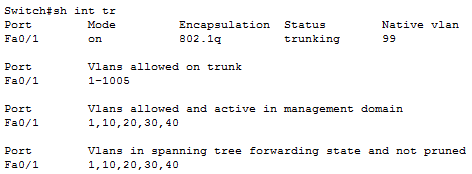 Switch#sh int tr
Port Mode Encapsulation Status Native vlan
Fa0/1 on 802.1q trunking 99
Port Vlans allowed on trunk
Fa0/1 1-1005
Port Vlans allowed and active in management domain
Fa0/1 1,10,20,30,40
Port Vlans in spanning tree forwarding state and not pruned
Fa0/1 1,10,20,30,40